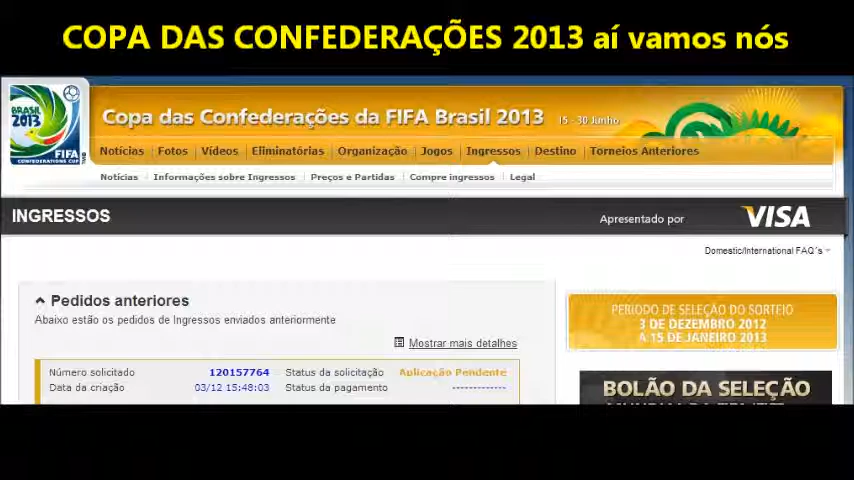 COPA DAS CONFEDERAÇÕES 2013 aí vamos nós
BRASIL
2013
FIFA
CONFEDERATIONS CUP
Copa das Confederações da FIFA Brasil 2013 15 - 30 Junho
Notícias Fotos Vídeos Eliminatórias Organização Jogos Ingressos Destino Torneios Anteriores
Notícias Informações sobre Ingressos Preços e Partidas Compre ingressos Legal
INGRESSOS Apresentado por VISA
Domestic/International FAQ´s
Pedidos anteriores
Abaixo estão os pedidos de Ingressos enviados anteriormente
Mostrar mais detalhes
Número solicitado 120157764 Status da solicitação Aplicação Pendente
Data da criação 03/12 15:48:03 Status da pagamento -------------
PERÍODO DE SELEÇÃO DO SORTEIO
3 DE DEZEMBRO 2012
A 15 DE JANEIRO 2013
BOLÃO DA SELEÇÃO